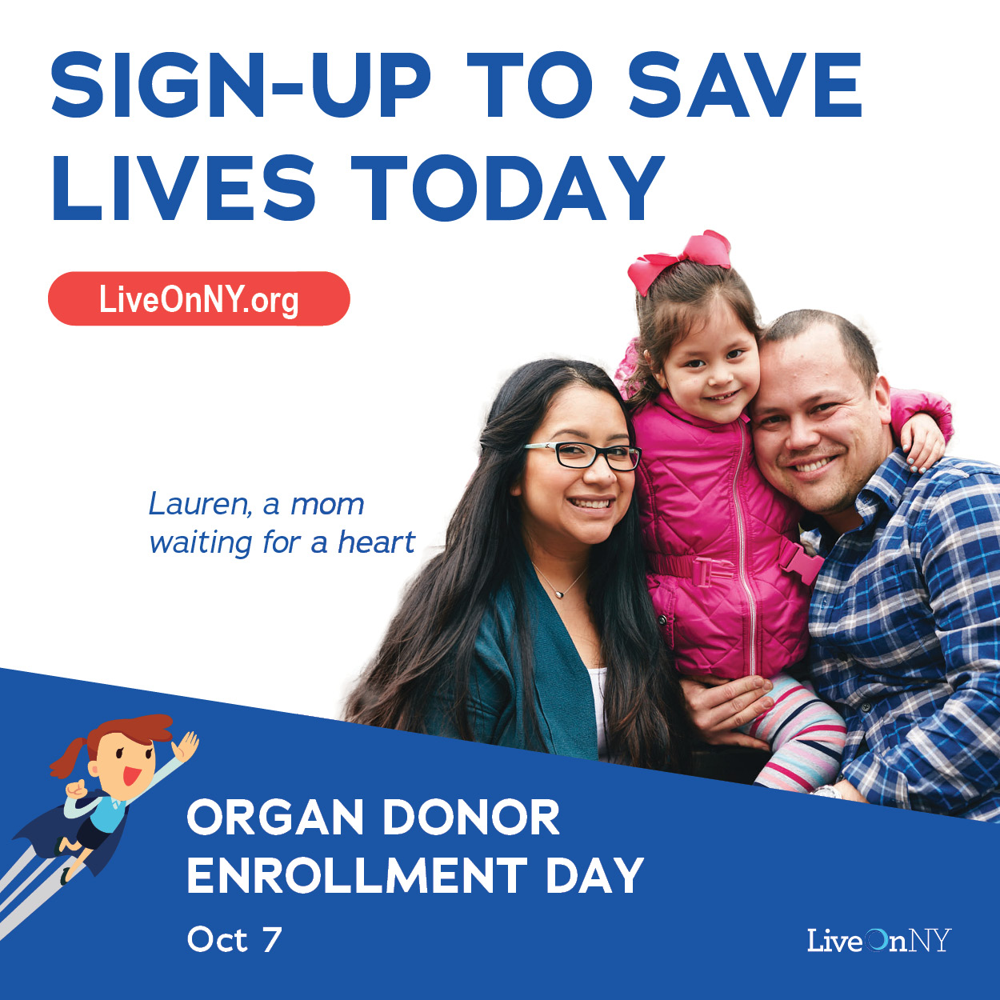 SIGN-UP TO SAVE
LIVES TODAY
LiveOnNY.org
Lauren, a mom
waiting for a heart
ORGAN DONOR
ENROLLMENT DAY
Oct 7
LiveOnNY